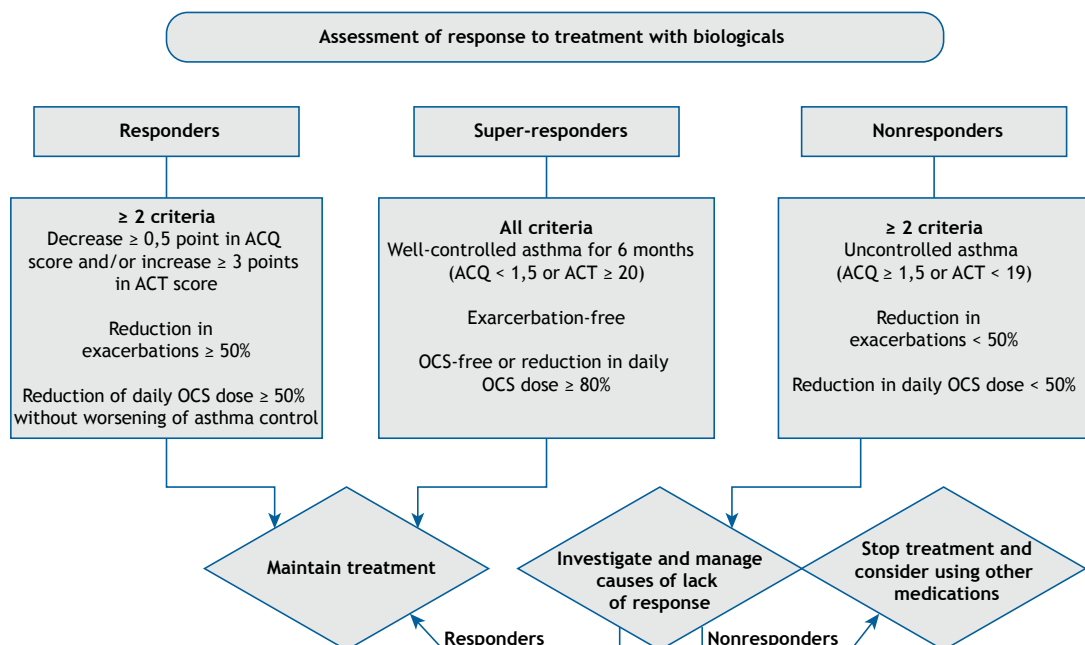 Assessment of response to treatment with biologicals
Responders
≥ 2 criteria
Decrease ≥ 0,5 point in ACQ
score and/or increase ≥ 3 points
in ACT score
Reduction in
exacerbations ≥ 50%
Reduction of daily OCS dose ≥ 50%
without worsening of asthma control
Super-responders
All criteria
Well-controlled asthma for 6 months
(ACQ < 1,5 or ACT ≥ 20)
Exarcerbation-free
OCS-free or reduction in daily
OCS dose ≥ 80%
Nonresponders
≥ 2 criteria
Uncontrolled asthma
(ACQ ≥ 1,5 or ACT < 19)
Reduction in
exacerbations < 50%
Reduction in daily OCS dose < 50%
Maintain treatment
Investigate and manage
causes of lack
of response
Stop treatment and
consider using other
medications
Responders
Nonresponders